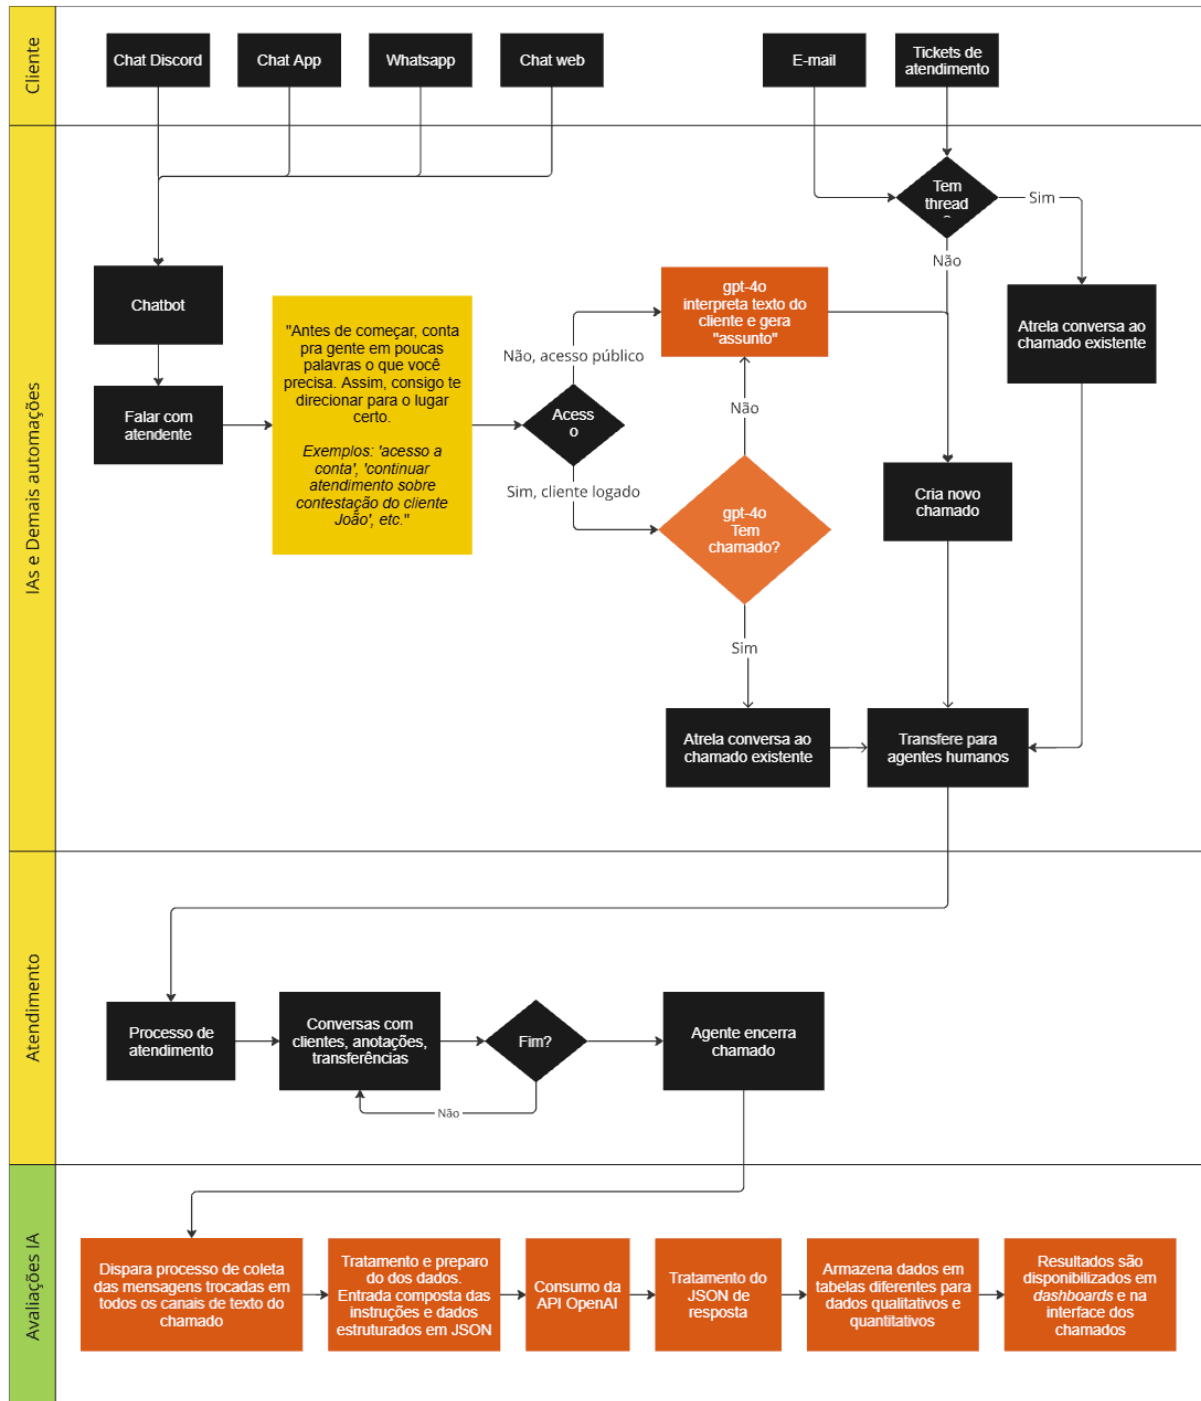 Cliente
Chat Discord
Chat App
Whatsapp
Chat web
E-mail
Tickets de
atendimento
IAs e Demais automações
Tem
thread
Sim
Não
Chatbot
Falar com
atendente
"Antes de começar, conta
pra gente em poucas
palavras o que você
precisa. Assim, consigo te
direcionar para o lugar
certo.
Exemplos: 'acesso a
conta', 'continuar
atendimento sobre
contestação do cliente
João', etc."
Não, acesso público
Acess
o
Sim, cliente logado
gpt-4o
interpreta texto do
cliente e gera
"assunto"
Não
gpt-4o
Tem
chamado?
Sim
Atrela conversa ao
chamado existente
Cria novo
chamado
Atrela conversa ao
chamado existente
Transfere para
agentes humanos
Atendimento
Processo de
atendimento
Conversas com
clientes, anotações,
transferências
Fim?
Não
Agente encerra
chamado
Avaliações IA
Dispara processo de coleta
das mensagens trocadas em
todos os canais de texto do
chamado
Tratamento e preparo
do dos dados.
Entrada composta das
instruções e dados
estruturados em JSON
Consumo da
API OpenAI
Tratamento do
JSON de
resposta
Armazena dados em
tabelas diferentes para
dados qualitativos e
quantitativos
Resultados são
disponibilizados em
dashboards e na
interface dos
chamados